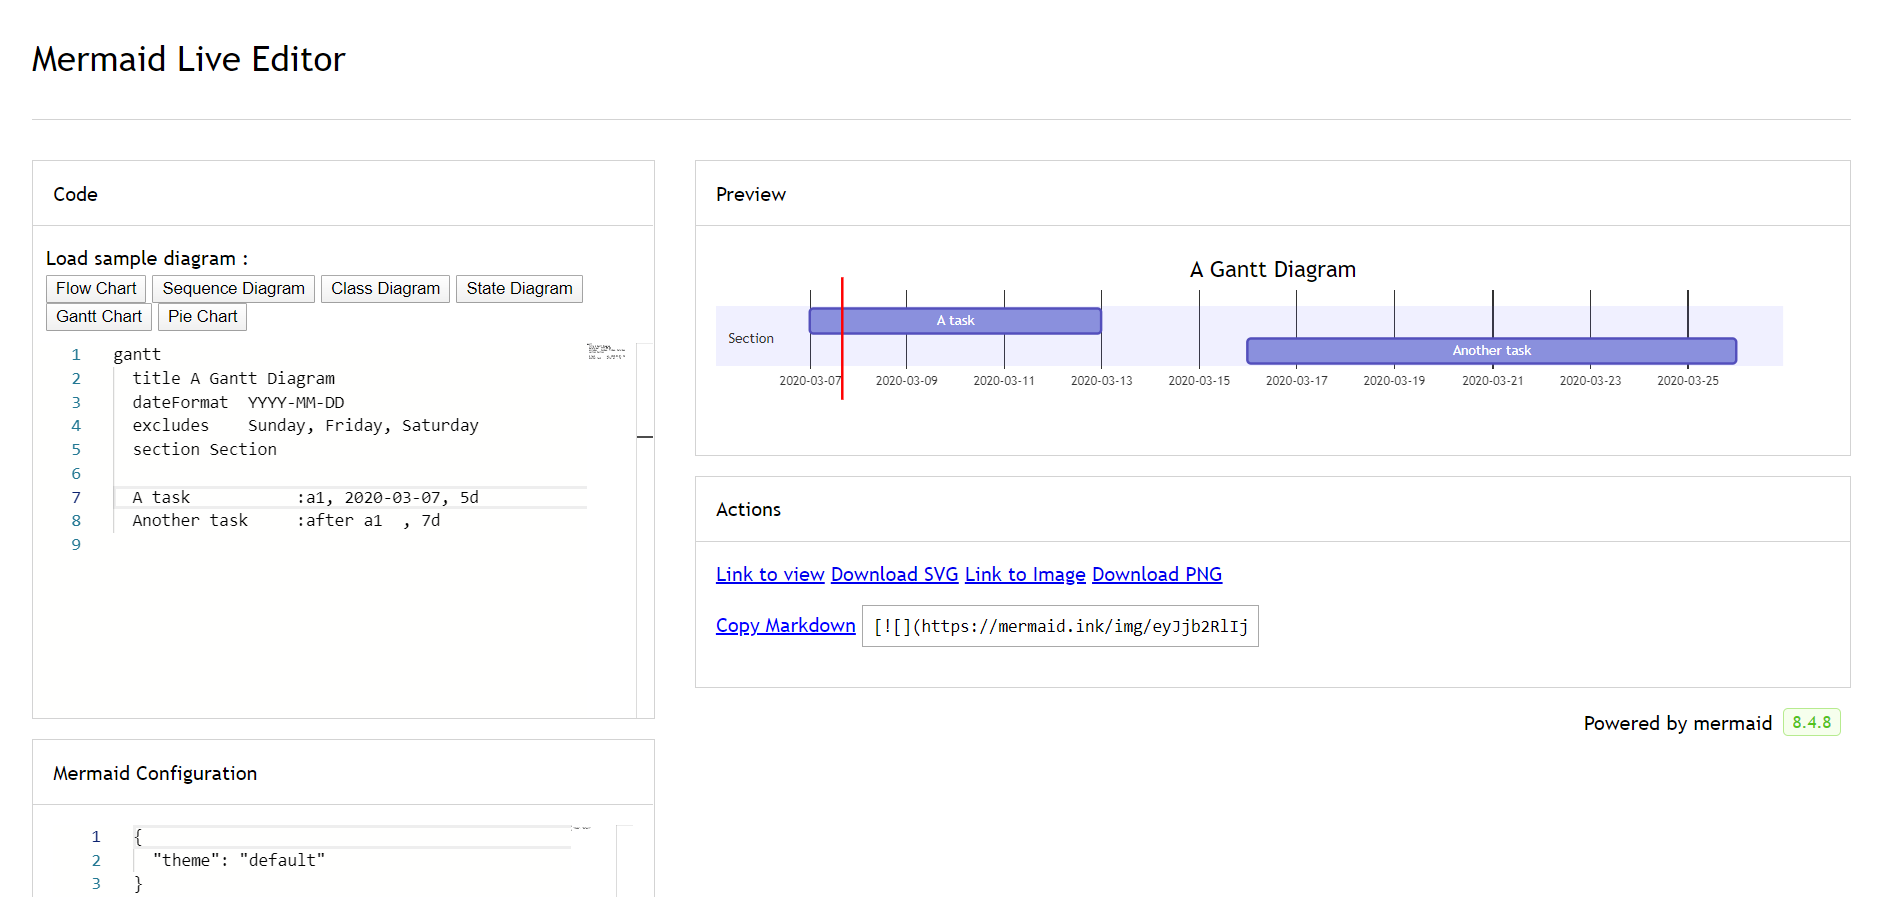 Mermaid Live Editor
Code
Load sample diagram :
Flow Chart Sequence Diagram Class Diagram State Diagram
Gantt Chart Pie Chart
1 gantt
2 title A Gantt Diagram
3 dateFormat  YYYY-MM-DD
4 excludes    Sunday, Friday, Saturday
5 section Section
6
7 A task           :a1, 2020-03-07, 5d
8 Another task     :after a1  , 7d
9
Mermaid Configuration
1 {
2 "theme": "default"
3 }
Preview
A Gantt Diagram
A task
Section
Another task
2020-03-07 2020-03-09 2020-03-11 2020-03-13 2020-03-15 2020-03-17 2020-03-19 2020-03-21 2020-03-23 2020-03-25
Actions
Link to view Download SVG Link to Image Download PNG
Copy Markdown [![](https://mermaid.ink/img/eyJjb2RlIj
Powered by mermaid 8.4.8